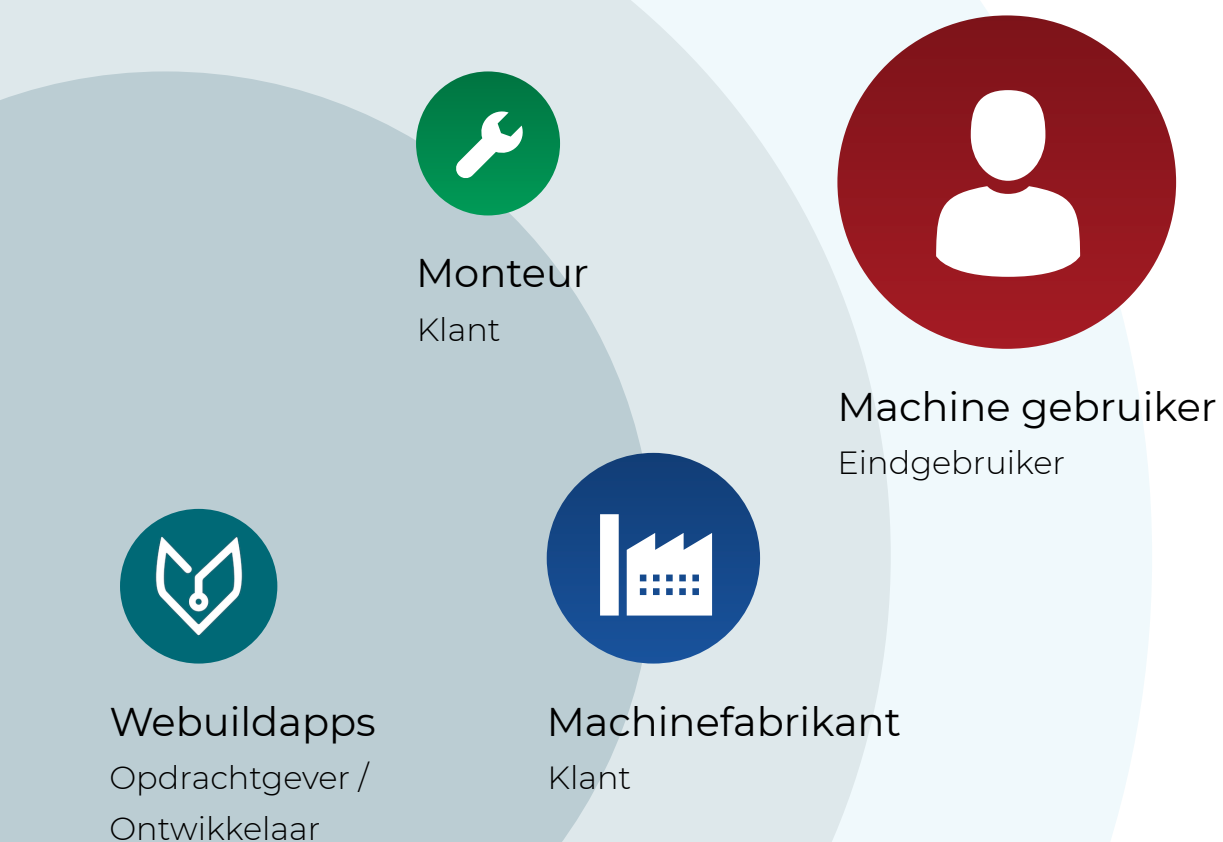 Monteur
Klant
Machine gebruiker
Eindgebruiker
Webuildapps
Opdrachtgever /
Ontwikkelaar
Machinefabrikant
Klant